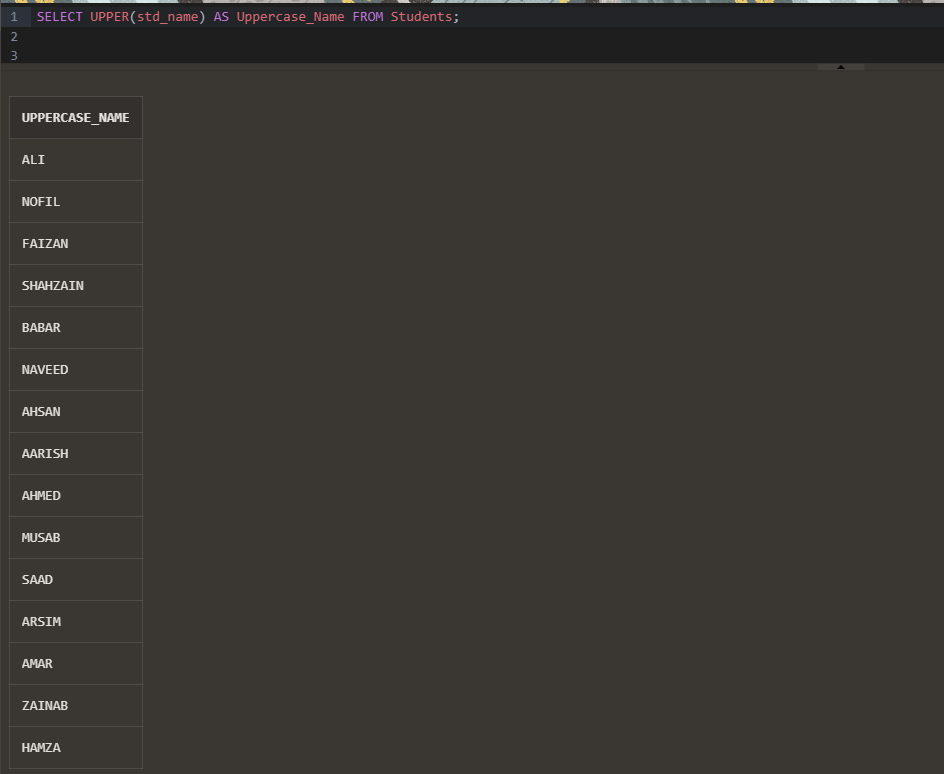 1 SELECT UPPER(std_name) AS Uppercase_Name FROM Students;
2
3
UPPERCASE_NAME
ALI
NOFIL
FAIZAN
SHAHZAIN
BABAR
NAVEED
AHSAN
AARISH
AHMED
MUSAB
SAAD
ARSIM
AMAR
ZAINAB
HAMZA